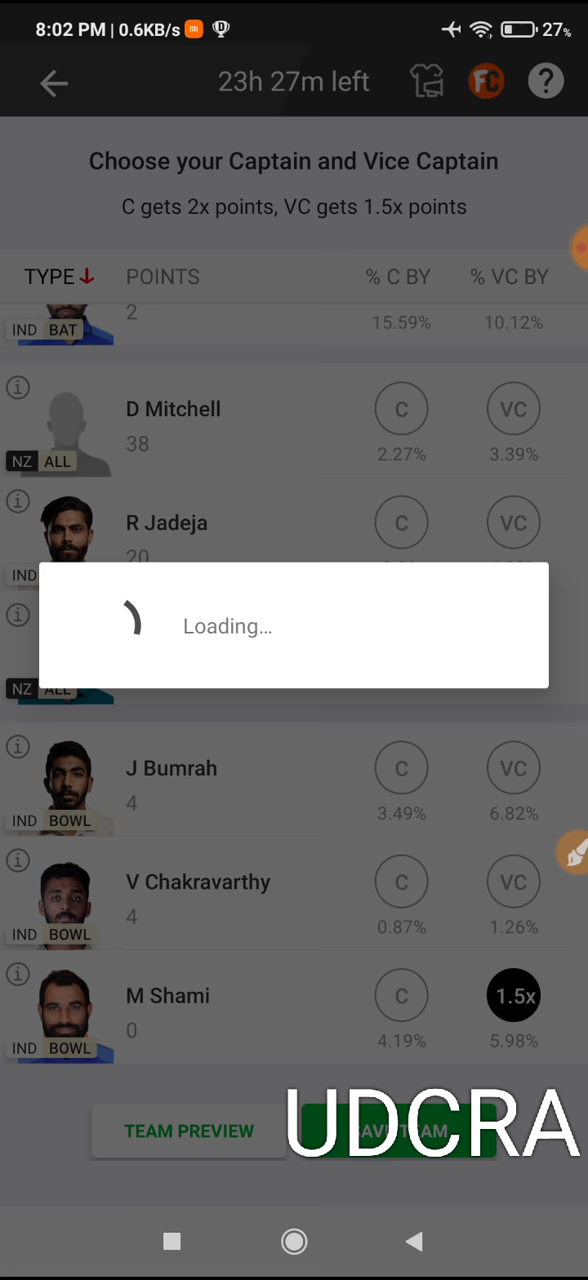 8:02 PM | 0.6KB/s
27%
23h 27m left
FC
?
Choose your Captain and Vice Captain
C gets 2x points, VC gets 1.5x points
TYPE POINTS % C BY % VC BY
2
15.59% 10.12%
IND BAT
D Mitchell
38
C VC
2.27% 3.39%
NZ ALL
R Jadeja
20
C VC
IND
Loading...
NZ ALL
J Bumrah
4
C VC
3.49% 6.82%
IND BOWL
V Chakravarthy
4
C VC
0.87% 1.26%
IND BOWL
M Shami
0
C 1.5x
4.19% 5.98%
IND BOWL
TEAM PREVIEW
SAVE TEAM
UDCRA